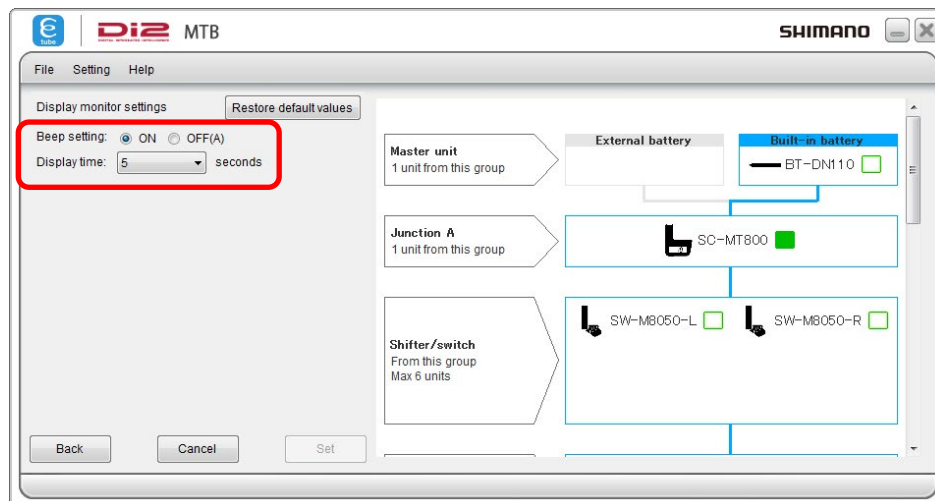 e
tube
Di2 MTB
SHIMANO
File Setting Help
Display monitor settings
Restore default values
Beep setting: ON OFF(A)
Display time: 5 seconds
Master unit
1 unit from this group
External battery
Built-in battery
BT-DN110
Junction A
1 unit from this group
SC-MT800
Shifter/switch
From this group
Max 6 units
SW-M8050-L
SW-M8050-R
Back
Cancel
Set